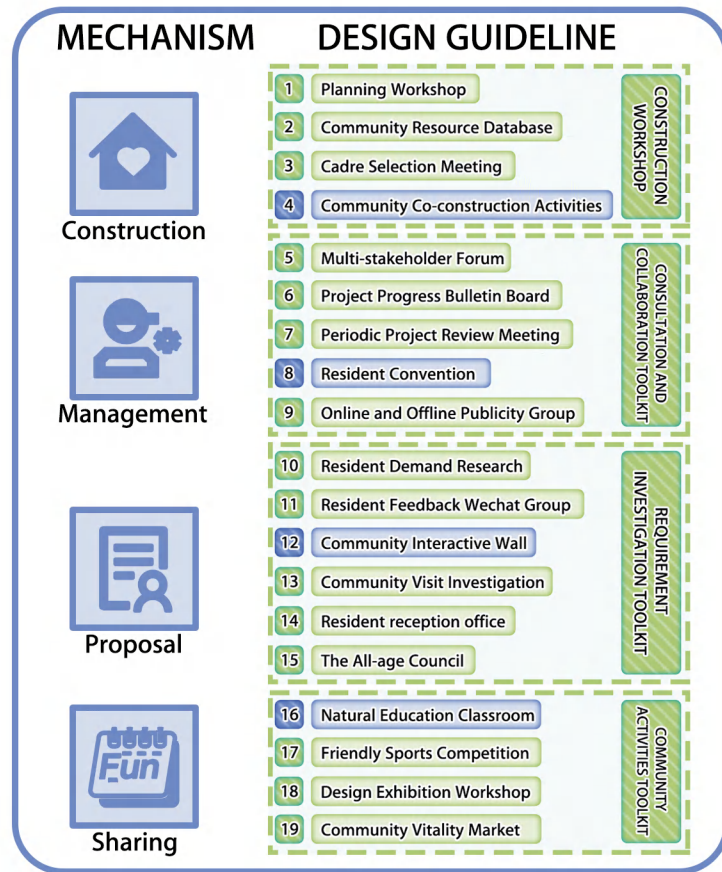 MECHANISM
DESIGN GUIDELINE
Construction
1 Planning Workshop
2 Community Resource Database
3 Cadre Selection Meeting
4 Community Co-construction Activities
CONSTRUCTION
WORKSHOP
Management
5 Multi-stakeholder Forum
6 Project Progress Bulletin Board
7 Periodic Project Review Meeting
8 Resident Convention
9 Online and Offline Publicity Group
CONSULTATION AND
COLLABORATION TOOLKIT
Proposal
10 Resident Demand Research
11 Resident Feedback Wechat Group
12 Community Interactive Wall
13 Community Visit Investigation
14 Resident reception office
15 The All-age Council
REQUIREMENT
INVESTIGATION TOOLKIT
Fun
Sharing
16 Natural Education Classroom
17 Friendly Sports Competition
18 Design Exhibition Workshop
19 Community Vitality Market
COMMUNITY
ACTIVITIES TOOLKIT